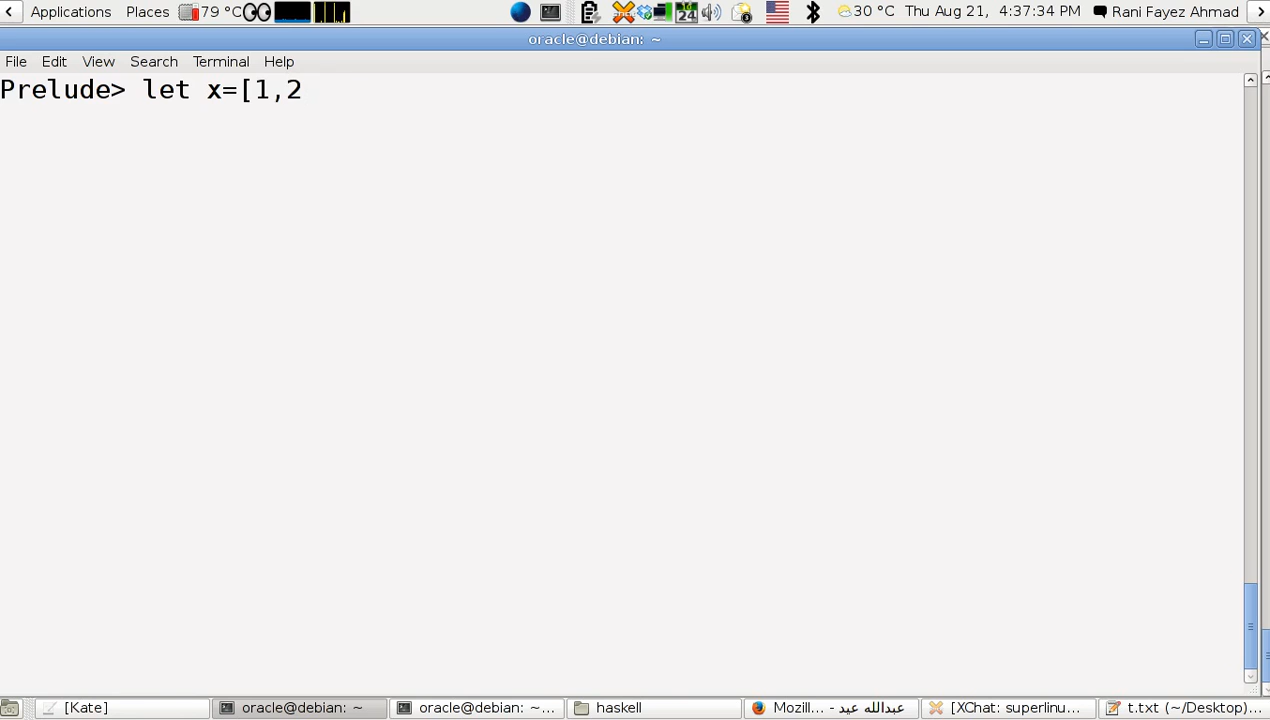 Applications Places 79 °C 24 30 °C Thu Aug 21 4:37:34 PM Rani Fayez Ahmad
oracle@debian: ~
File Edit View Search Terminal Help
Prelude> let x=[1,2
[Kate] oracle@debian: ~ oracle@debian: ~... haskell Mozill... - عبدالله عيد [XChat: superlinu... t.txt (~/Desktop)...